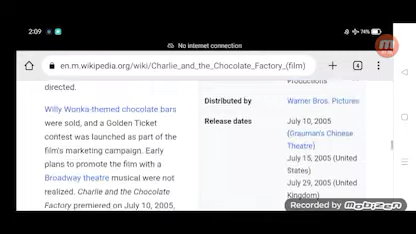 2:09
74%
No internet connection
en.m.wikipedia.org/wiki/Charlie_and_the_Chocolate_Factory_(film)
4
directed.
Willy Wonka-themed chocolate bars
were sold, and a Golden Ticket
contest was launched as part of the
film's marketing campaign. Early
plans to promote the film with a
Broadway theatre musical were not
realized. Charlie and the Chocolate
Factory premiered on July 10, 2005,
Productions
Distributed by Warner Bros. Pictures
Release dates July 10, 2005
(Grauman's Chinese
Theatre)
July 15, 2005 (United
States)
July 29, 2005 (United
Kingdom)
Recorded by Mobizen